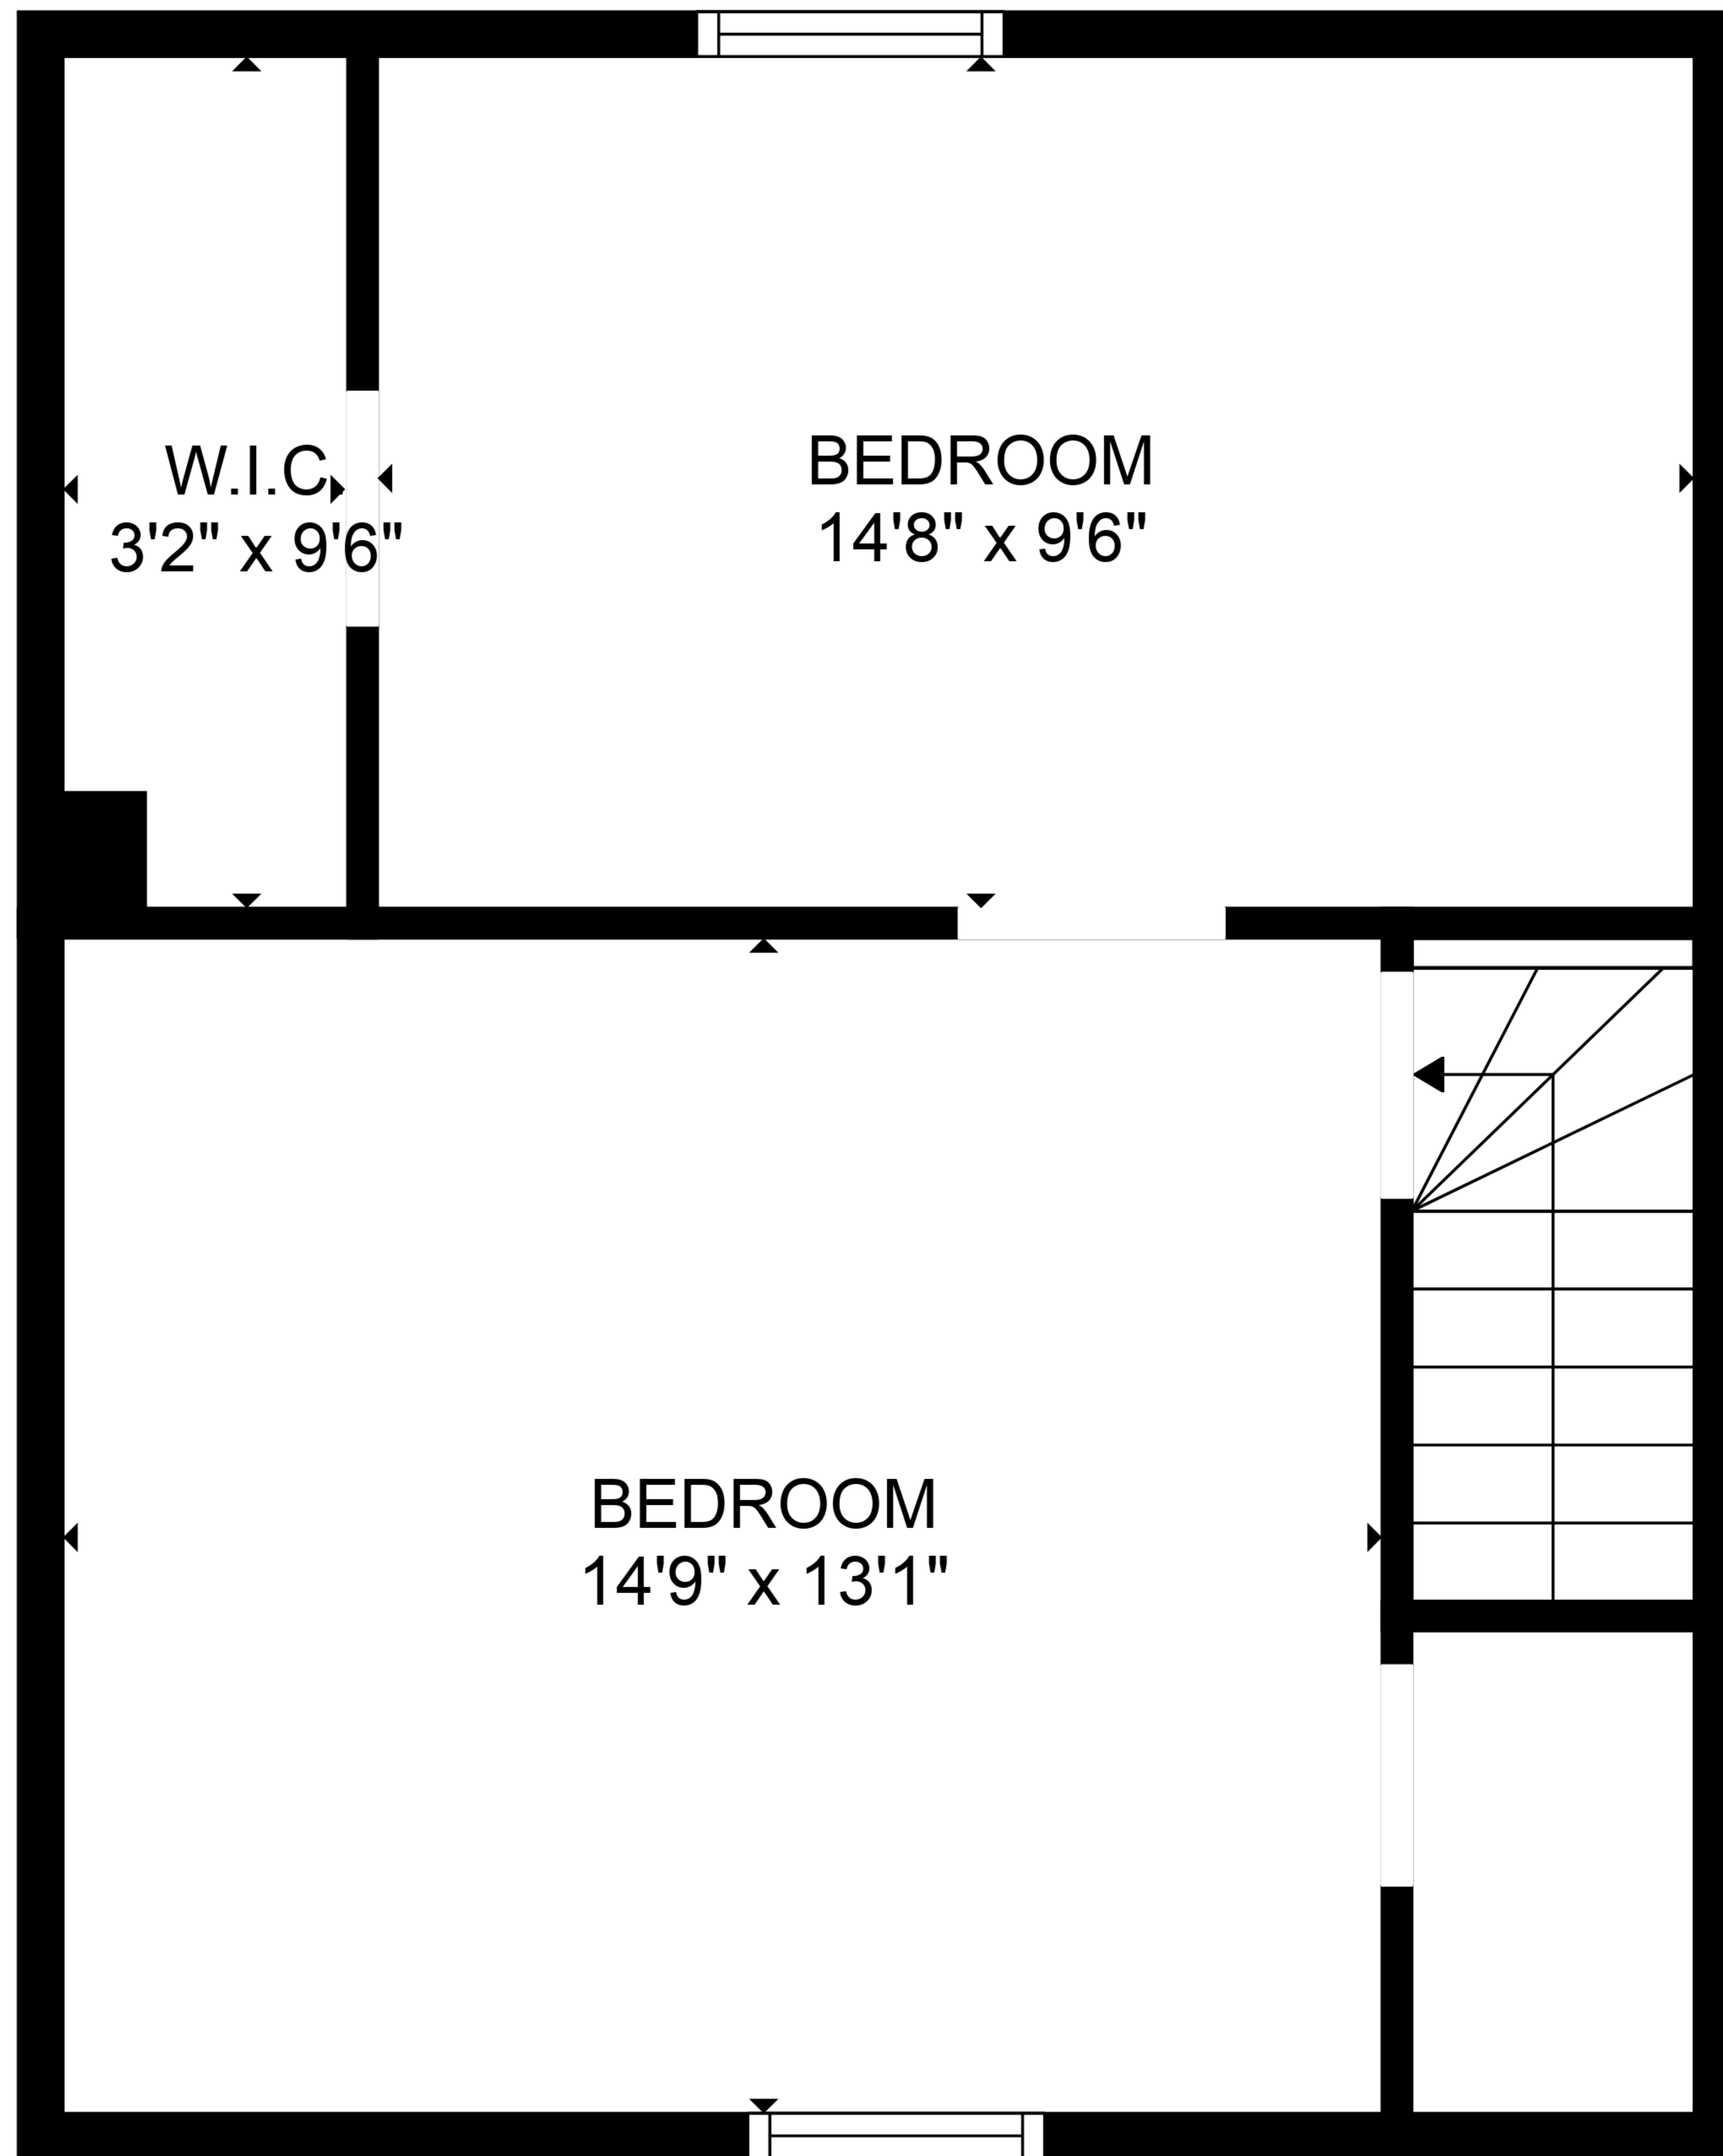 W.I.C.
3'2" x 9'6"
BEDROOM
14'8" x 9'6"
BEDROOM
14'9" x 13'1"